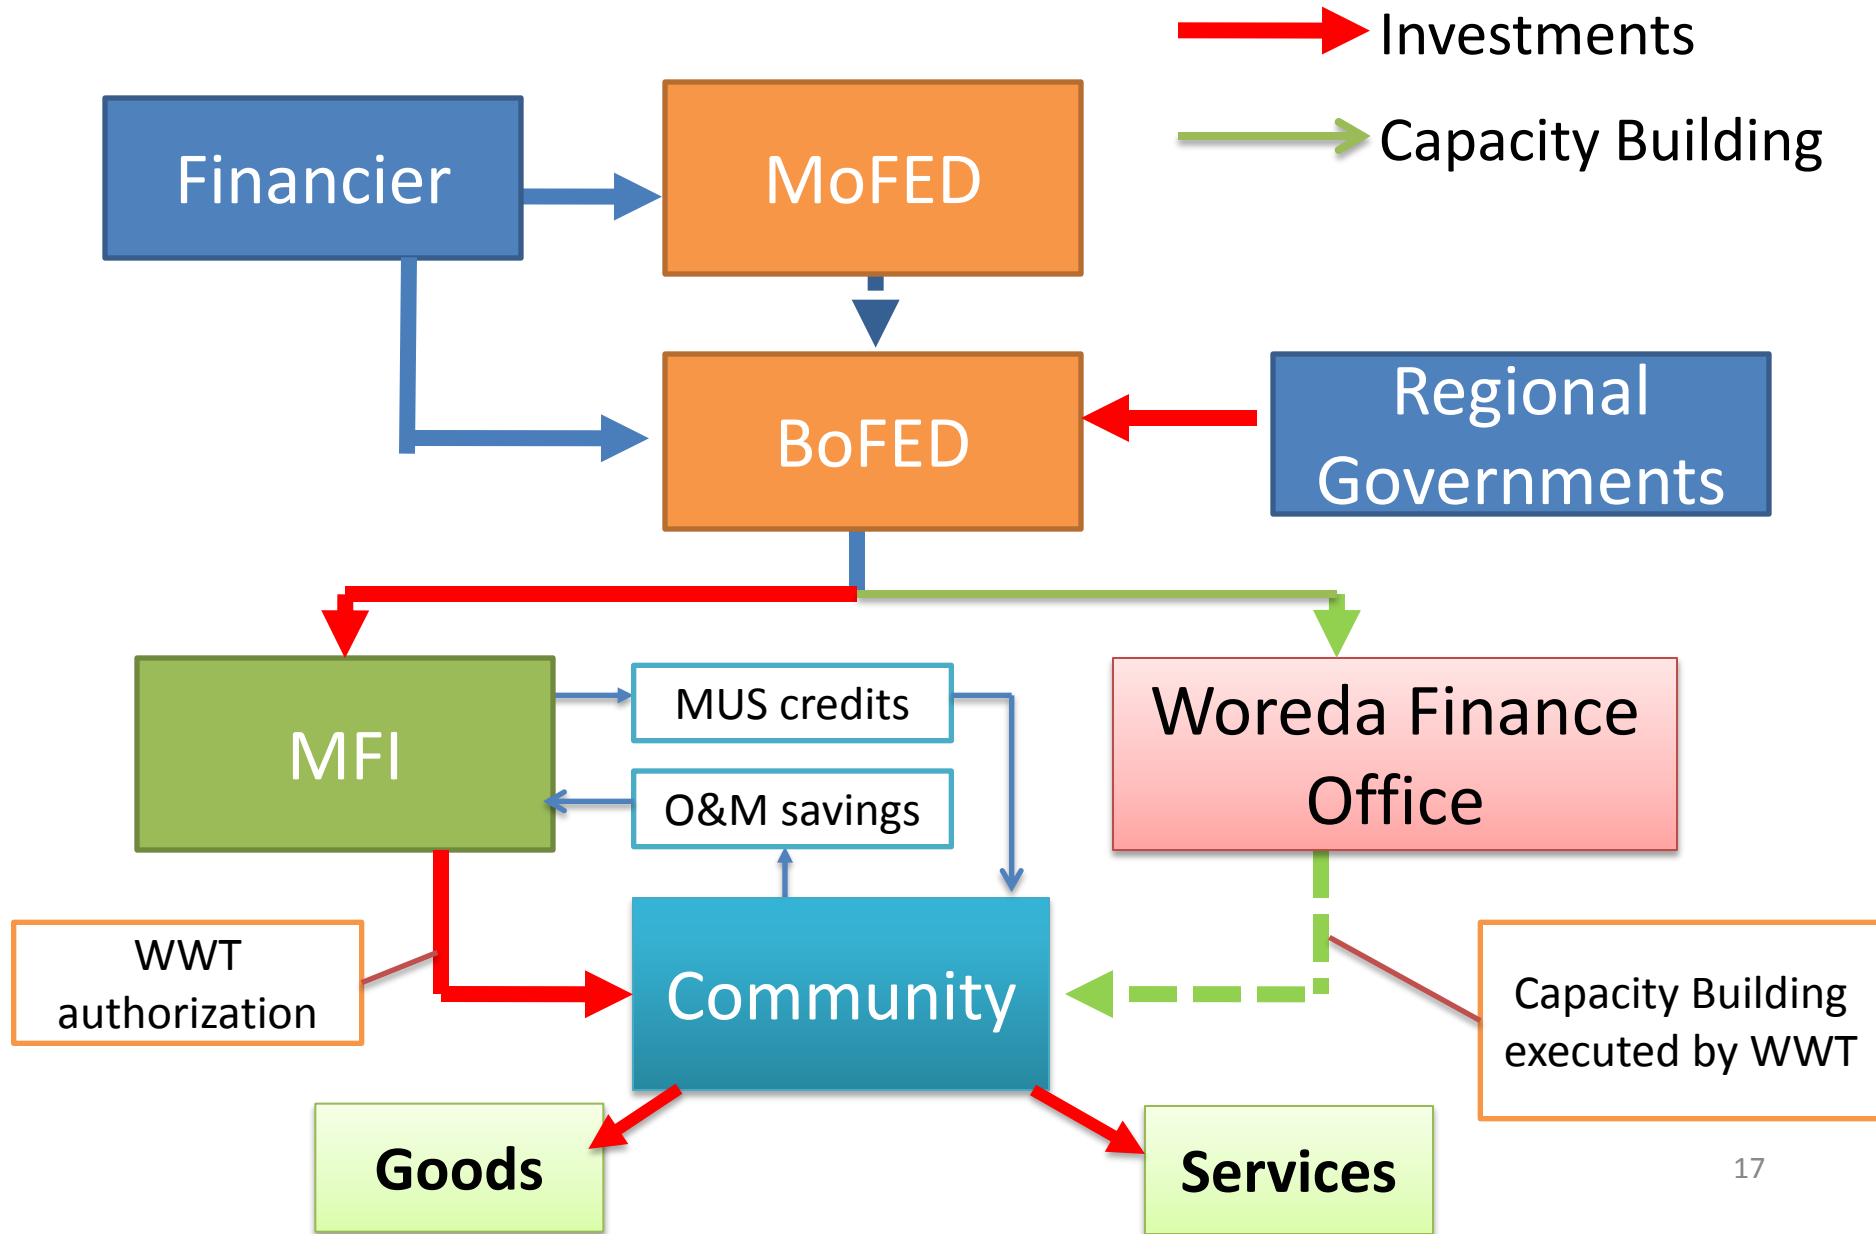 Investments
Capacity Building
Financier
MoFED
BoFED
Regional
Governments
MFI
MUS credits
O&M savings
Woreda Finance
Office
WWT
authorization
Community
Capacity Building
executed by WWT
Goods
Services
17